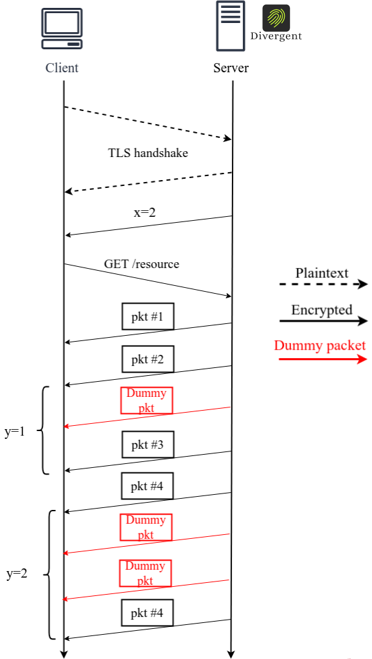 Divergent
Client
Server
TLS handshake
x=2
GET /resource
Plaintext
Encrypted
Dummy packet
pkt #1
pkt #2
Dummy
pkt
y=1
pkt #3
pkt #4
Dummy
pkt
y=2
Dummy
pkt
pkt #4